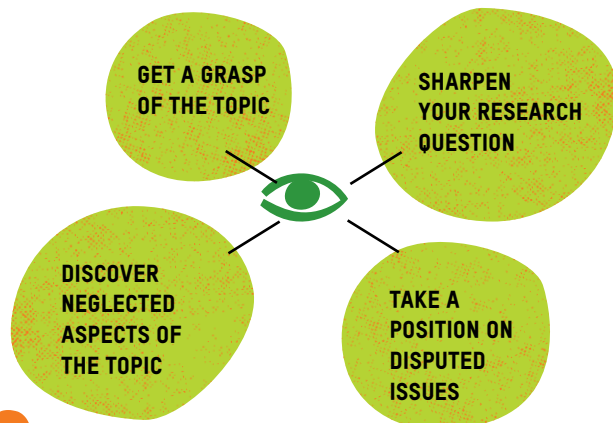 GET A GRASP
OF THE TOPIC
SHARPEN
YOUR RESEARCH
QUESTION
DISCOVER
NEGLECTED
ASPECTS OF
THE TOPIC
TAKE A
POSITION ON
DISPUTED
ISSUES